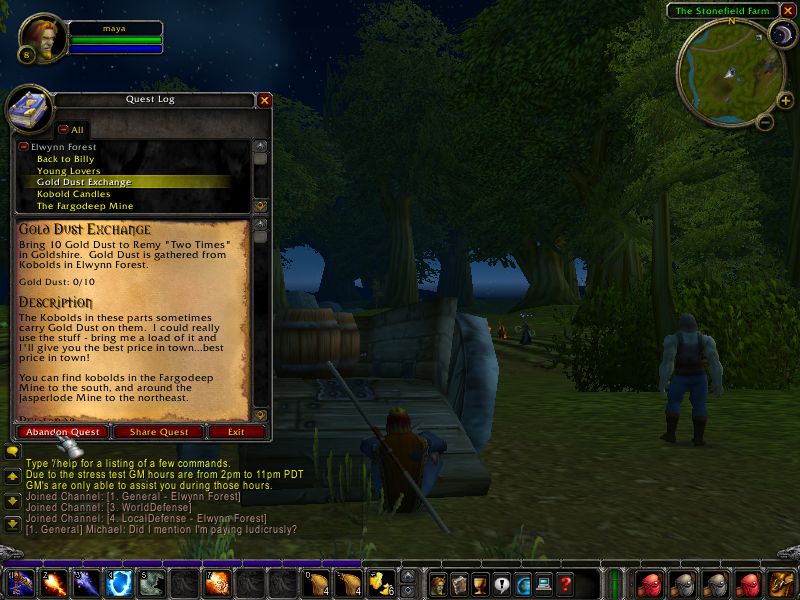 maya
8
The Stonefield Farm
N
Quest Log
All
Elwynn Forest
Back to Billy
Young Lovers
Gold Dust Exchange
Kobold Candles
The Fargodeep Mine
Gold Dust Exchange
Bring 10 Gold Dust to Remy "Two Times"
in Goldshire. Gold Dust is gathered from
Kobolds in Elwynn Forest.
Gold Dust: 0/10
Description
The Kobolds in these parts sometimes
carry Gold Dust on them. I could really
use the stuff - bring me a load of it and
I'll give you the best price in town...best
price in town!
You can find kobolds in the Fargodeep
Mine to the south, and around the
Jasperlode Mine to the northeast.
Abandon Quest Share Quest Exit
Type '/help for a listing of a few commands.
Due to the stress test GM hours are from 2pm to 11pm PDT
GM's are only able to assist you during those hours.
Joined Channel: [1. General - Elwynn Forest]
Joined Channel: [3. WorldDefense]
Joined Channel: [4. LocalDefense - Elwynn Forest]
[1. General] Michael: Did I mention I'm paying ludicrusly?
2 5 7 0 4 4 6